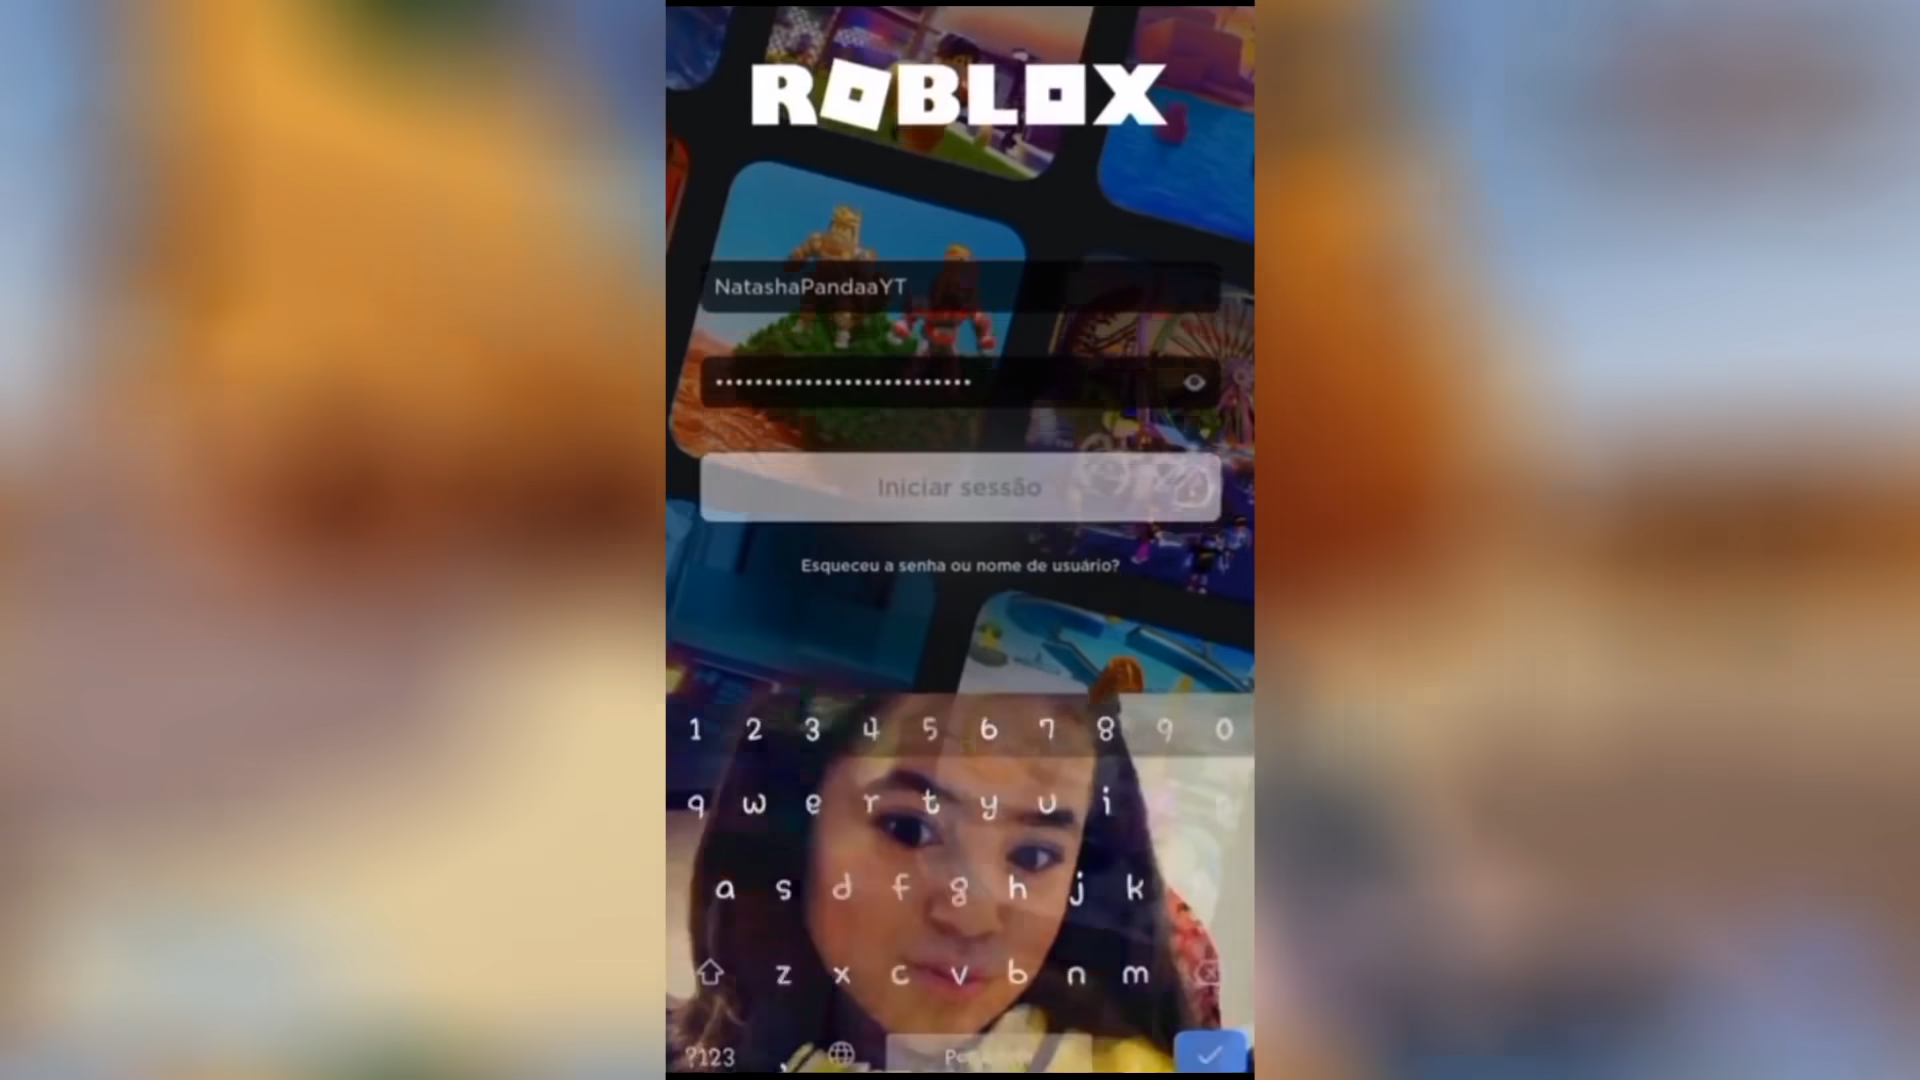 ROBLOX
NatashaPandaaYT
••••••••••••••••••••••••••
Iniciar sessão
Esqueceu a senha ou nome de usuário?
1 2 3 4 5 6 7 8 9 0
q w e r t y u i
a s d f g h j k
z x c v b n m
?123 ,